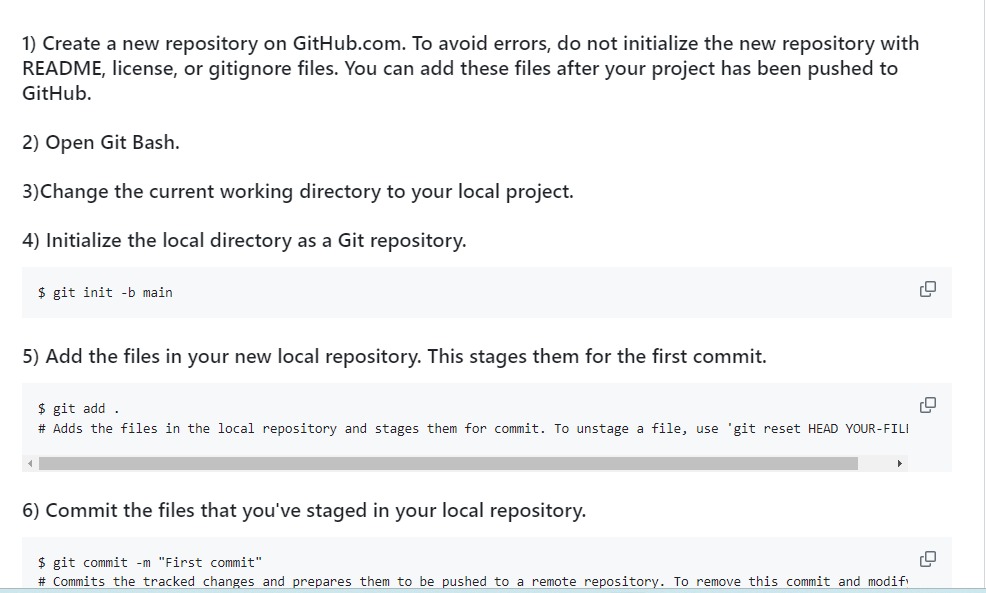 1) Create a new repository on GitHub.com. To avoid errors, do not initialize the new repository with
README, license, or gitignore files. You can add these files after your project has been pushed to
GitHub.
2) Open Git Bash.
3)Change the current working directory to your local project.
4) Initialize the local directory as a Git repository.
$ git init -b main
5) Add the files in your new local repository. This stages them for the first commit.
$ git add .
# Adds the files in the local repository and stages them for commit. To unstage a file, use 'git reset HEAD
6) Commit the files that you've staged in your local repository.
$ git commit -m "First commit"
# Commits the tracked changes and prepares them to be pushed to a remote repository. To remove this commit and